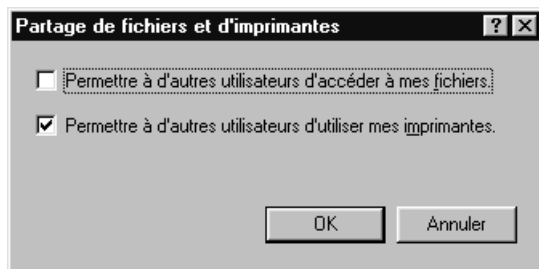 Partage de fichiers et d'imprimantes
Permettre à d'autres utilisateurs d'accéder à mes fichiers.
Permettre à d'autres utilisateurs d'utiliser mes imprimantes.
OK Annuler